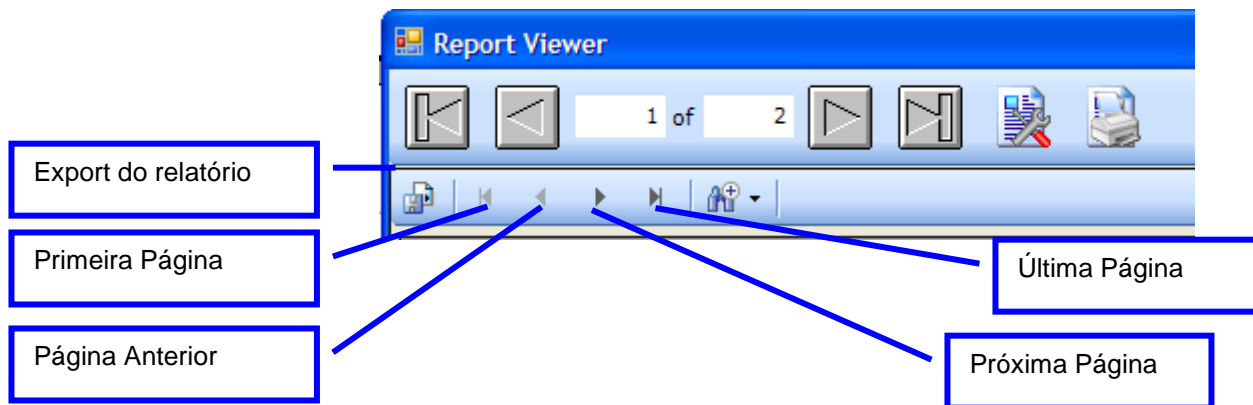 Report Viewer
1 of 2
Export do relatório
Primeira Página
Última Página
Página Anterior
Próxima Página